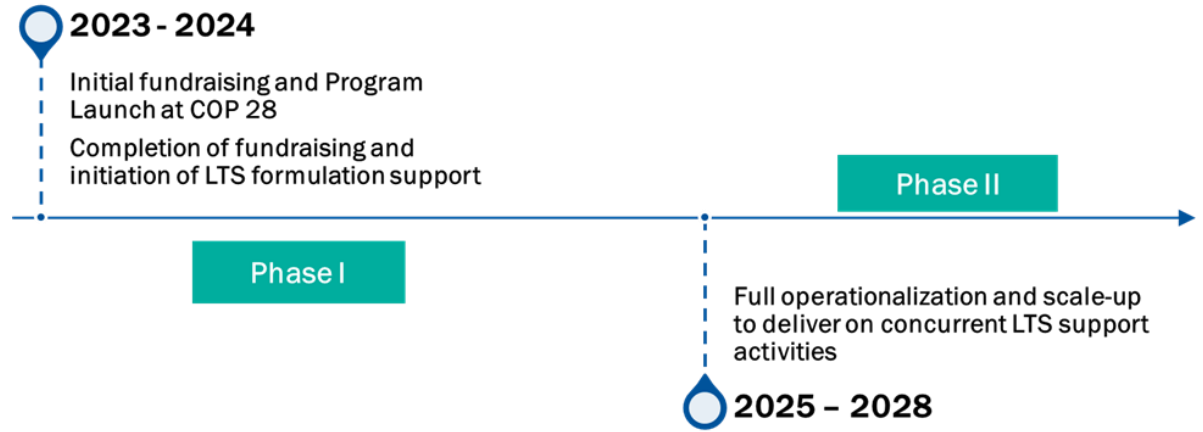 2023 - 2024
Initial fundraising and Program
Launch at COP 28
Completion of fundraising and
initiation of LTS formulation support
Phase II
Phase I
Full operationalization and scale-up
to deliver on concurrent LTS support
activities
2025 – 2028